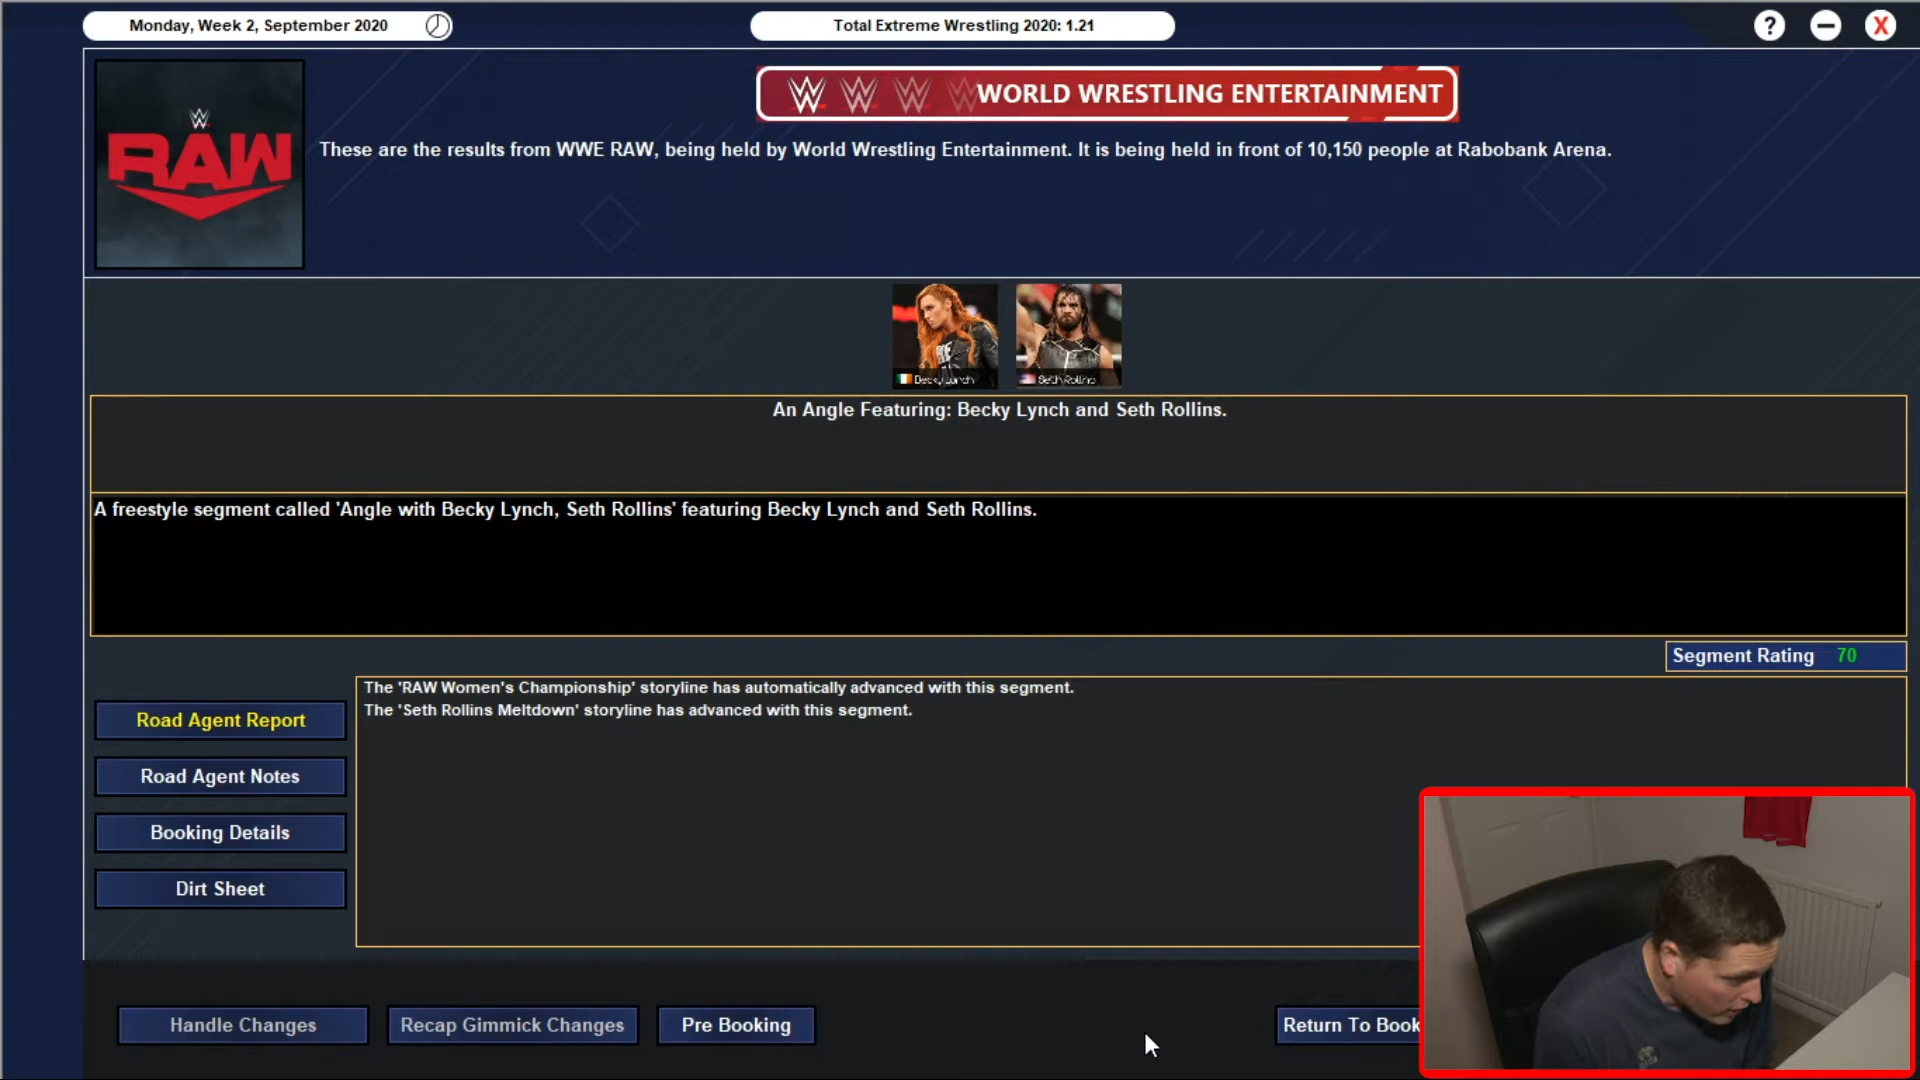 Monday, Week 2, September 2020
Total Extreme Wrestling 2020: 1.21
?
X
RAW
WORLD WRESTLING ENTERTAINMENT
These are the results from WWE RAW, being held by World Wrestling Entertainment. It is being held in front of 10,150 people at Rabobank Arena.
Becky Lynch
Seth Rollins
An Angle Featuring: Becky Lynch and Seth Rollins.
A freestyle segment called 'Angle with Becky Lynch, Seth Rollins' featuring Becky Lynch and Seth Rollins.
Segment Rating 70
The 'RAW Women's Championship' storyline has automatically advanced with this segment.
The 'Seth Rollins Meltdown' storyline has advanced with this segment.
Road Agent Report
Road Agent Notes
Booking Details
Dirt Sheet
Handle Changes
Recap Gimmick Changes
Pre Booking
Return To Book